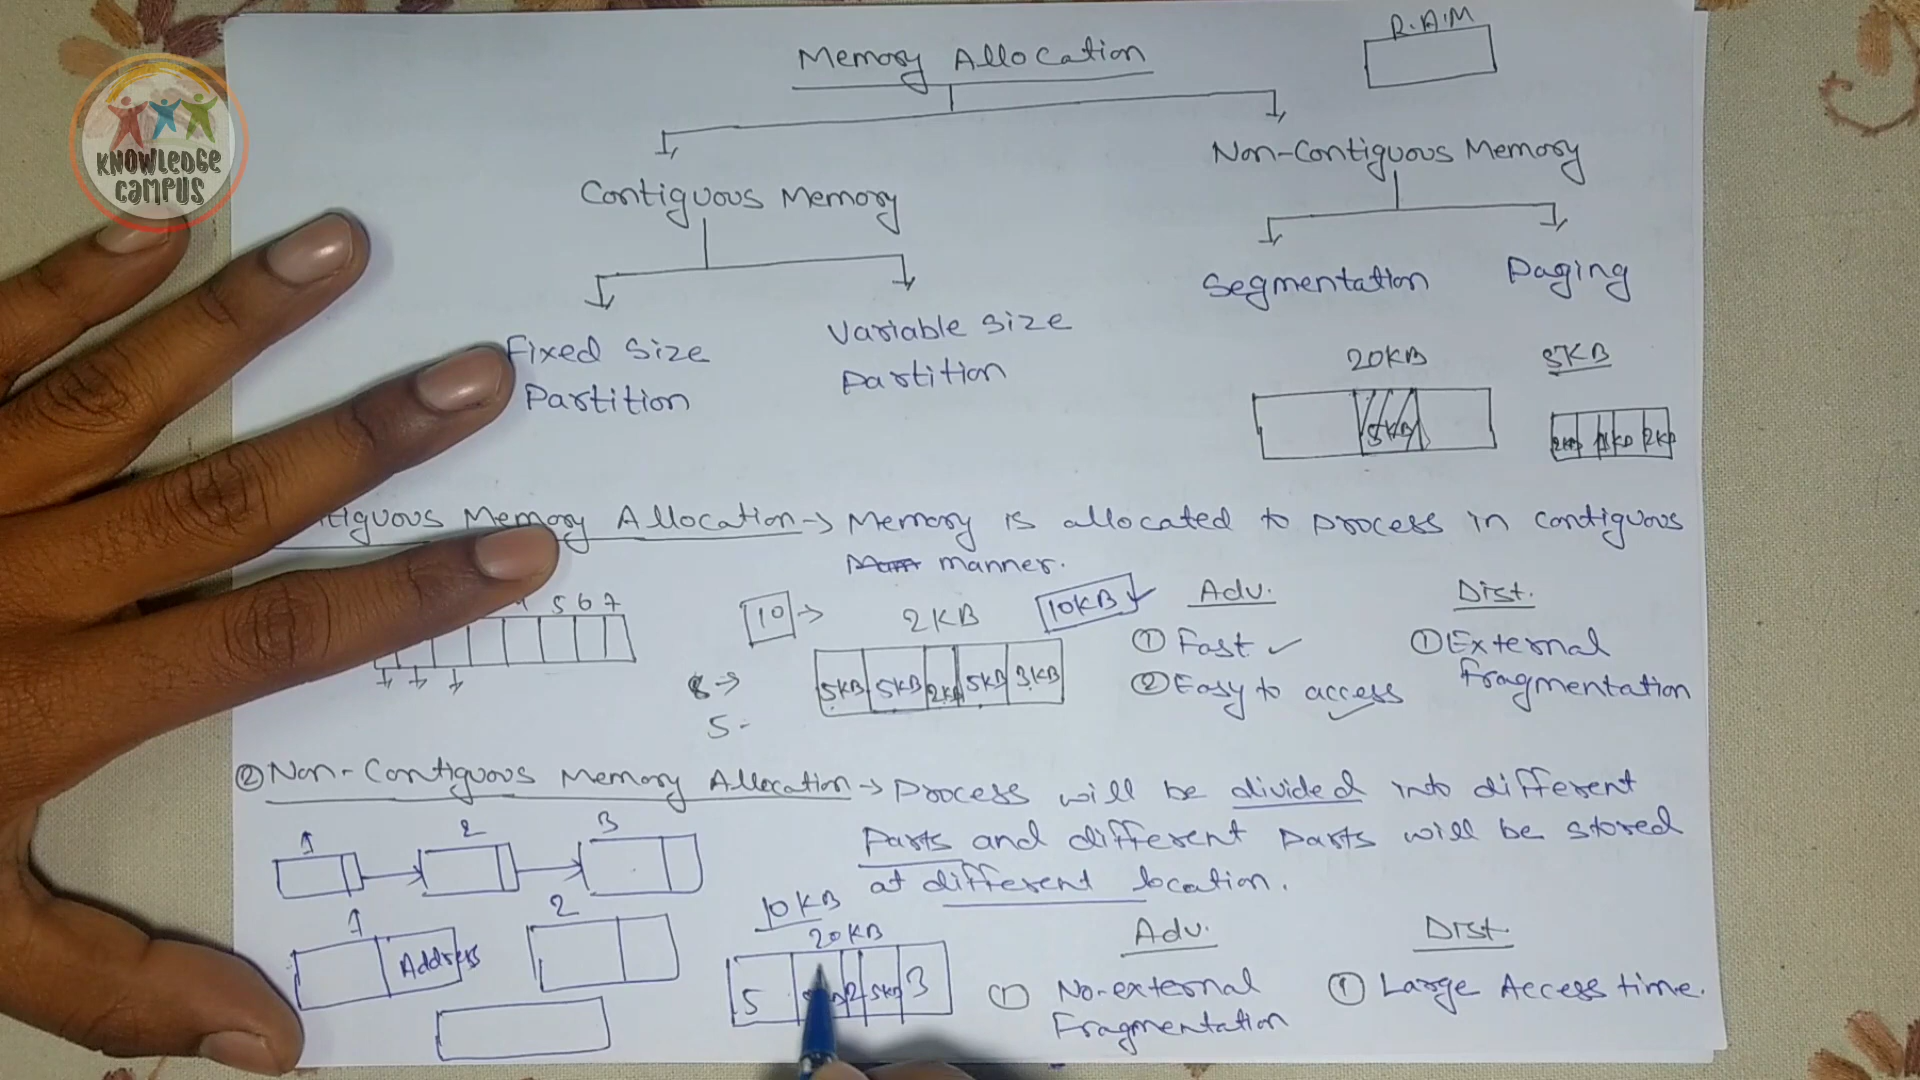 R.A.M
Memory Allocation
KNOWLEDGE
CAMPUS
Non-Contiguous Memory
Contiguous Memory
Segmentation
Paging
Fixed Size
Partition
Variable Size
Partition
20KB
5KB
5KB
2KB 1KB 2KB
tiguous Memory Allocation → Memory is allocated to process in contiguous
manner.
5 6 7
10 →
2KB
10KB
5KB 5KB 2KB 5KB 3KB
8 →
5 -
Adv.
① Fast
② Easy to access
Dist.
① External
Fragmentation
② Non-Contiguous Memory Allocation → Process will be divided into different
Parts and different parts will be stored
at different location.
1 2 3
1 2
Address
10KB
20KB
5 2 5KB 3
Adv.
① No-external
Fragmentation
Dist.
① Large Access time.